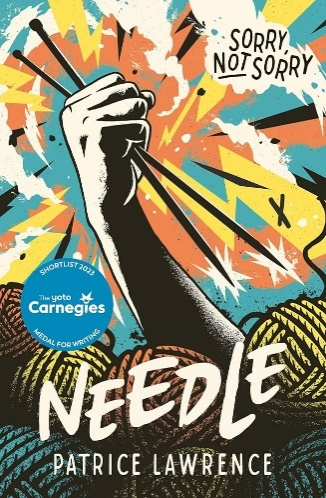 SORRY,
NOT SORRY
SHORTLIST 2023
The yoto
Carnegies
MEDAL FOR WRITING
NEEDLE
PATRICE LAWRENCE